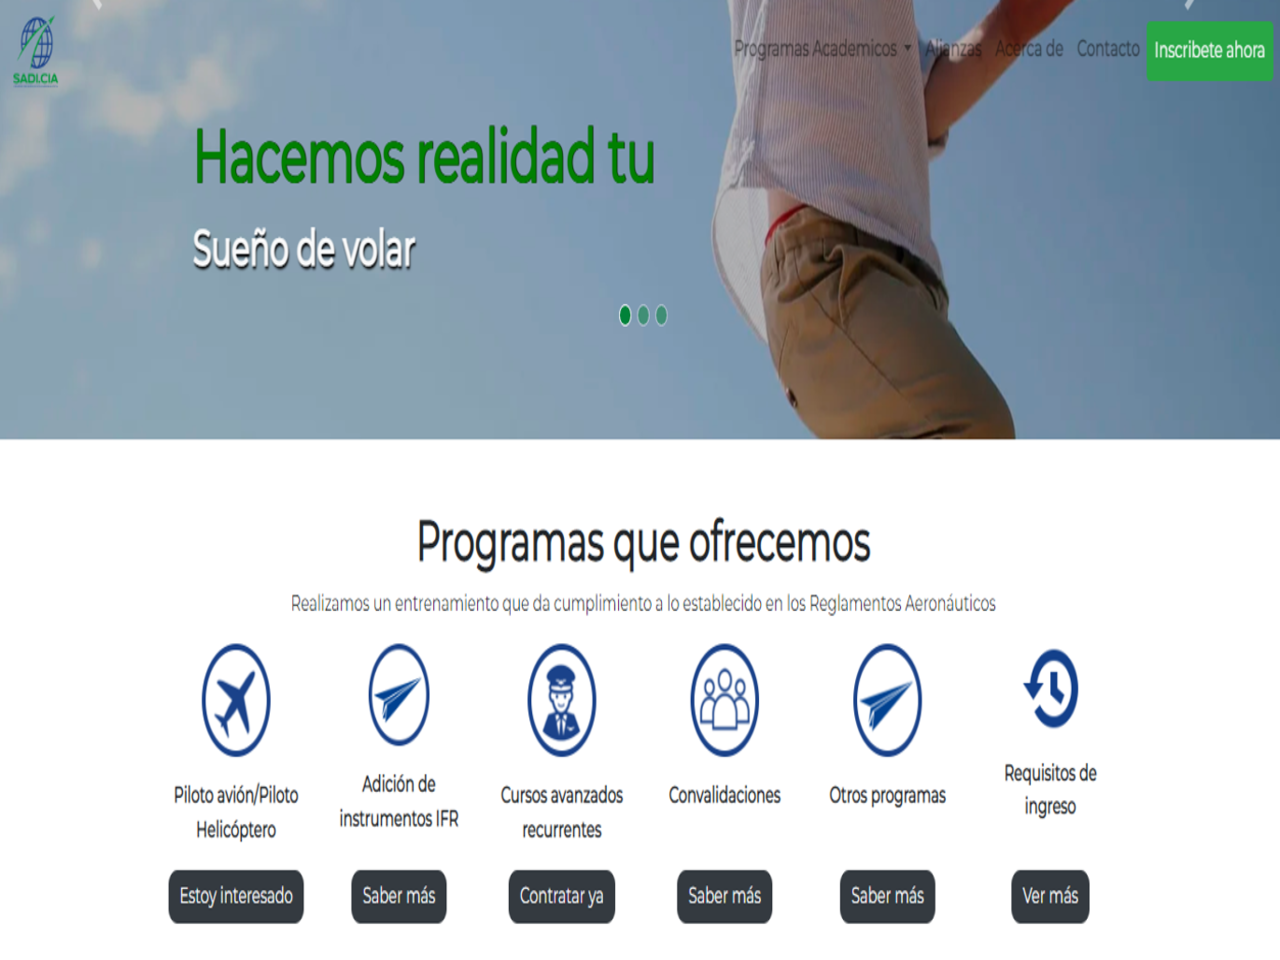 SADI.CIA
Programas Academicos
Alianzas
Acerca de
Contacto
Inscribete ahora
Hacemos realidad tu
Sueño de volar
Programas que ofrecemos
Realizamos un entrenamiento que da cumplimiento a lo establecido en los Reglamentos Aeronáuticos
Piloto avión/Piloto
Helicóptero
Adición de
instrumentos IFR
Cursos avanzados
recurrentes
Convalidaciones
Otros programas
Requisitos de
ingreso
Estoy interesado
Saber más
Contratar ya
Saber más
Saber más
Ver más